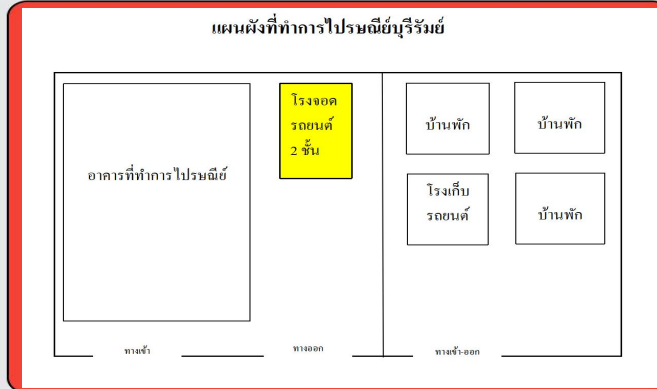 แผนผังที่ทำการไปรษณีย์บุรีรัมย์
อาคารที่ทำการไปรษณีย์
โรงจอด
รถยนต์
2 ชั้น
บ้านพัก
บ้านพัก
โรงเก็บ
รถยนต์
บ้านพัก
ทางเข้า
ทางออก
ทางเข้า-ออก